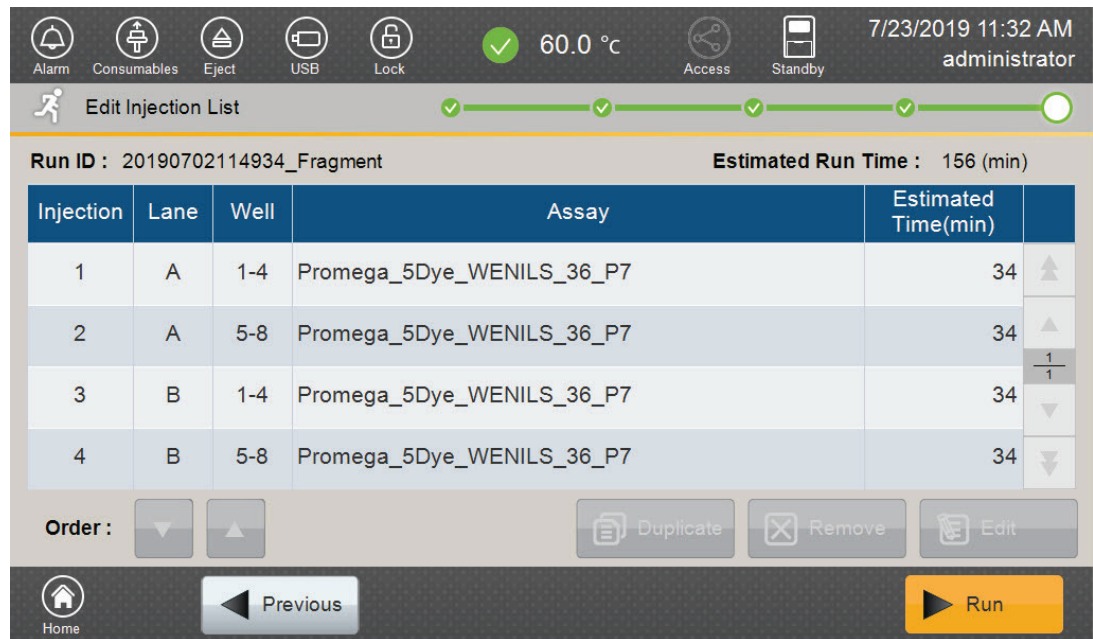 7/23/2019 11:32 AM
60.0 °c
administrator
Alarm Consumables Eject USB Lock Access Standby
Edit Injection List
Run ID : 20190702114934_Fragment Estimated Run Time : 156 (min)
Injection Lane Well Assay Estimated Time(min)
1 A 1-4 Promega_5Dye_WENILS_36_P7 34
2 A 5-8 Promega_5Dye_WENILS_36_P7 34
1
1
3 B 1-4 Promega_5Dye_WENILS_36_P7 34
4 B 5-8 Promega_5Dye_WENILS_36_P7 34
Order : Duplicate Remove Edit
Previous Run
Home